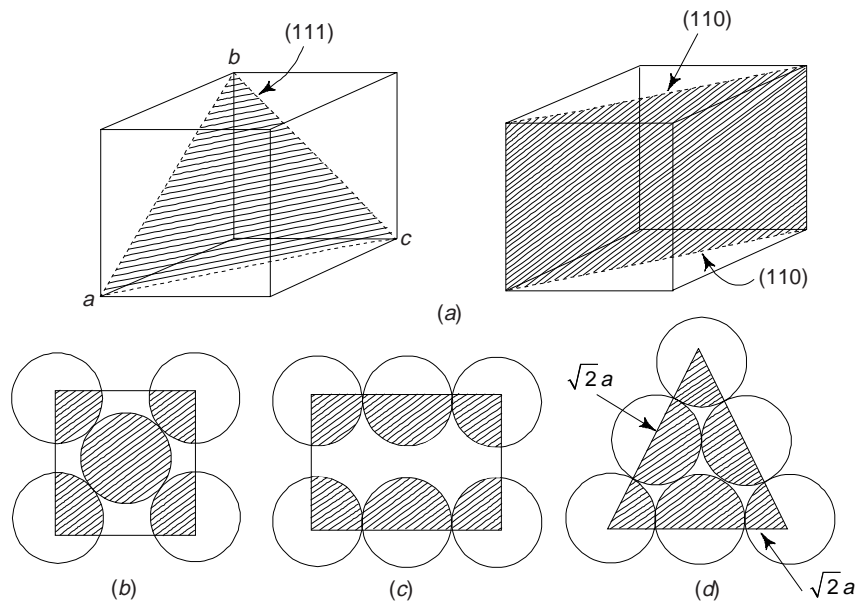 (111)
b
c
a
(110)
(110)
(a)
√2 a
√2 a
(b)
(c)
(d)